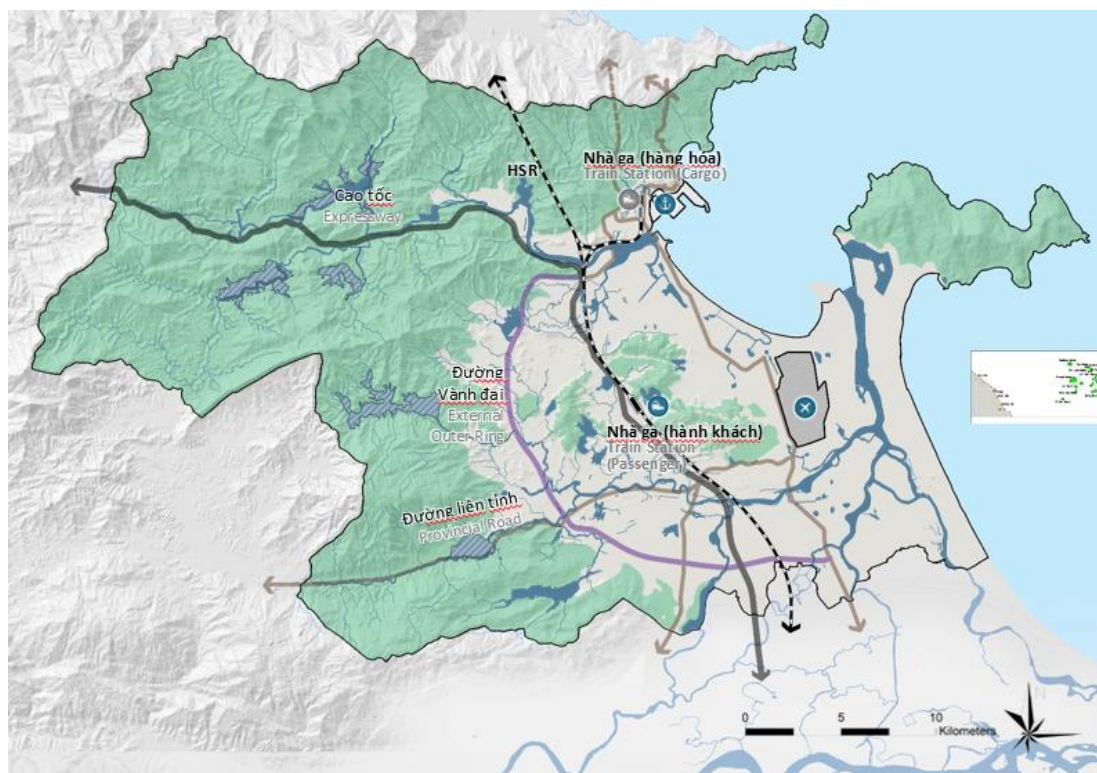 HSR
Nhà ga (hàng hóa)
Train Station (Cargo)
Cao tốc
Expressway
Đường
Vành đai
External
Outer Ring
Nhà ga (hành khách)
Train Station
(Passenger)
Đường liên tỉnh
Provincial Road
N
0 5 10
Kilometers